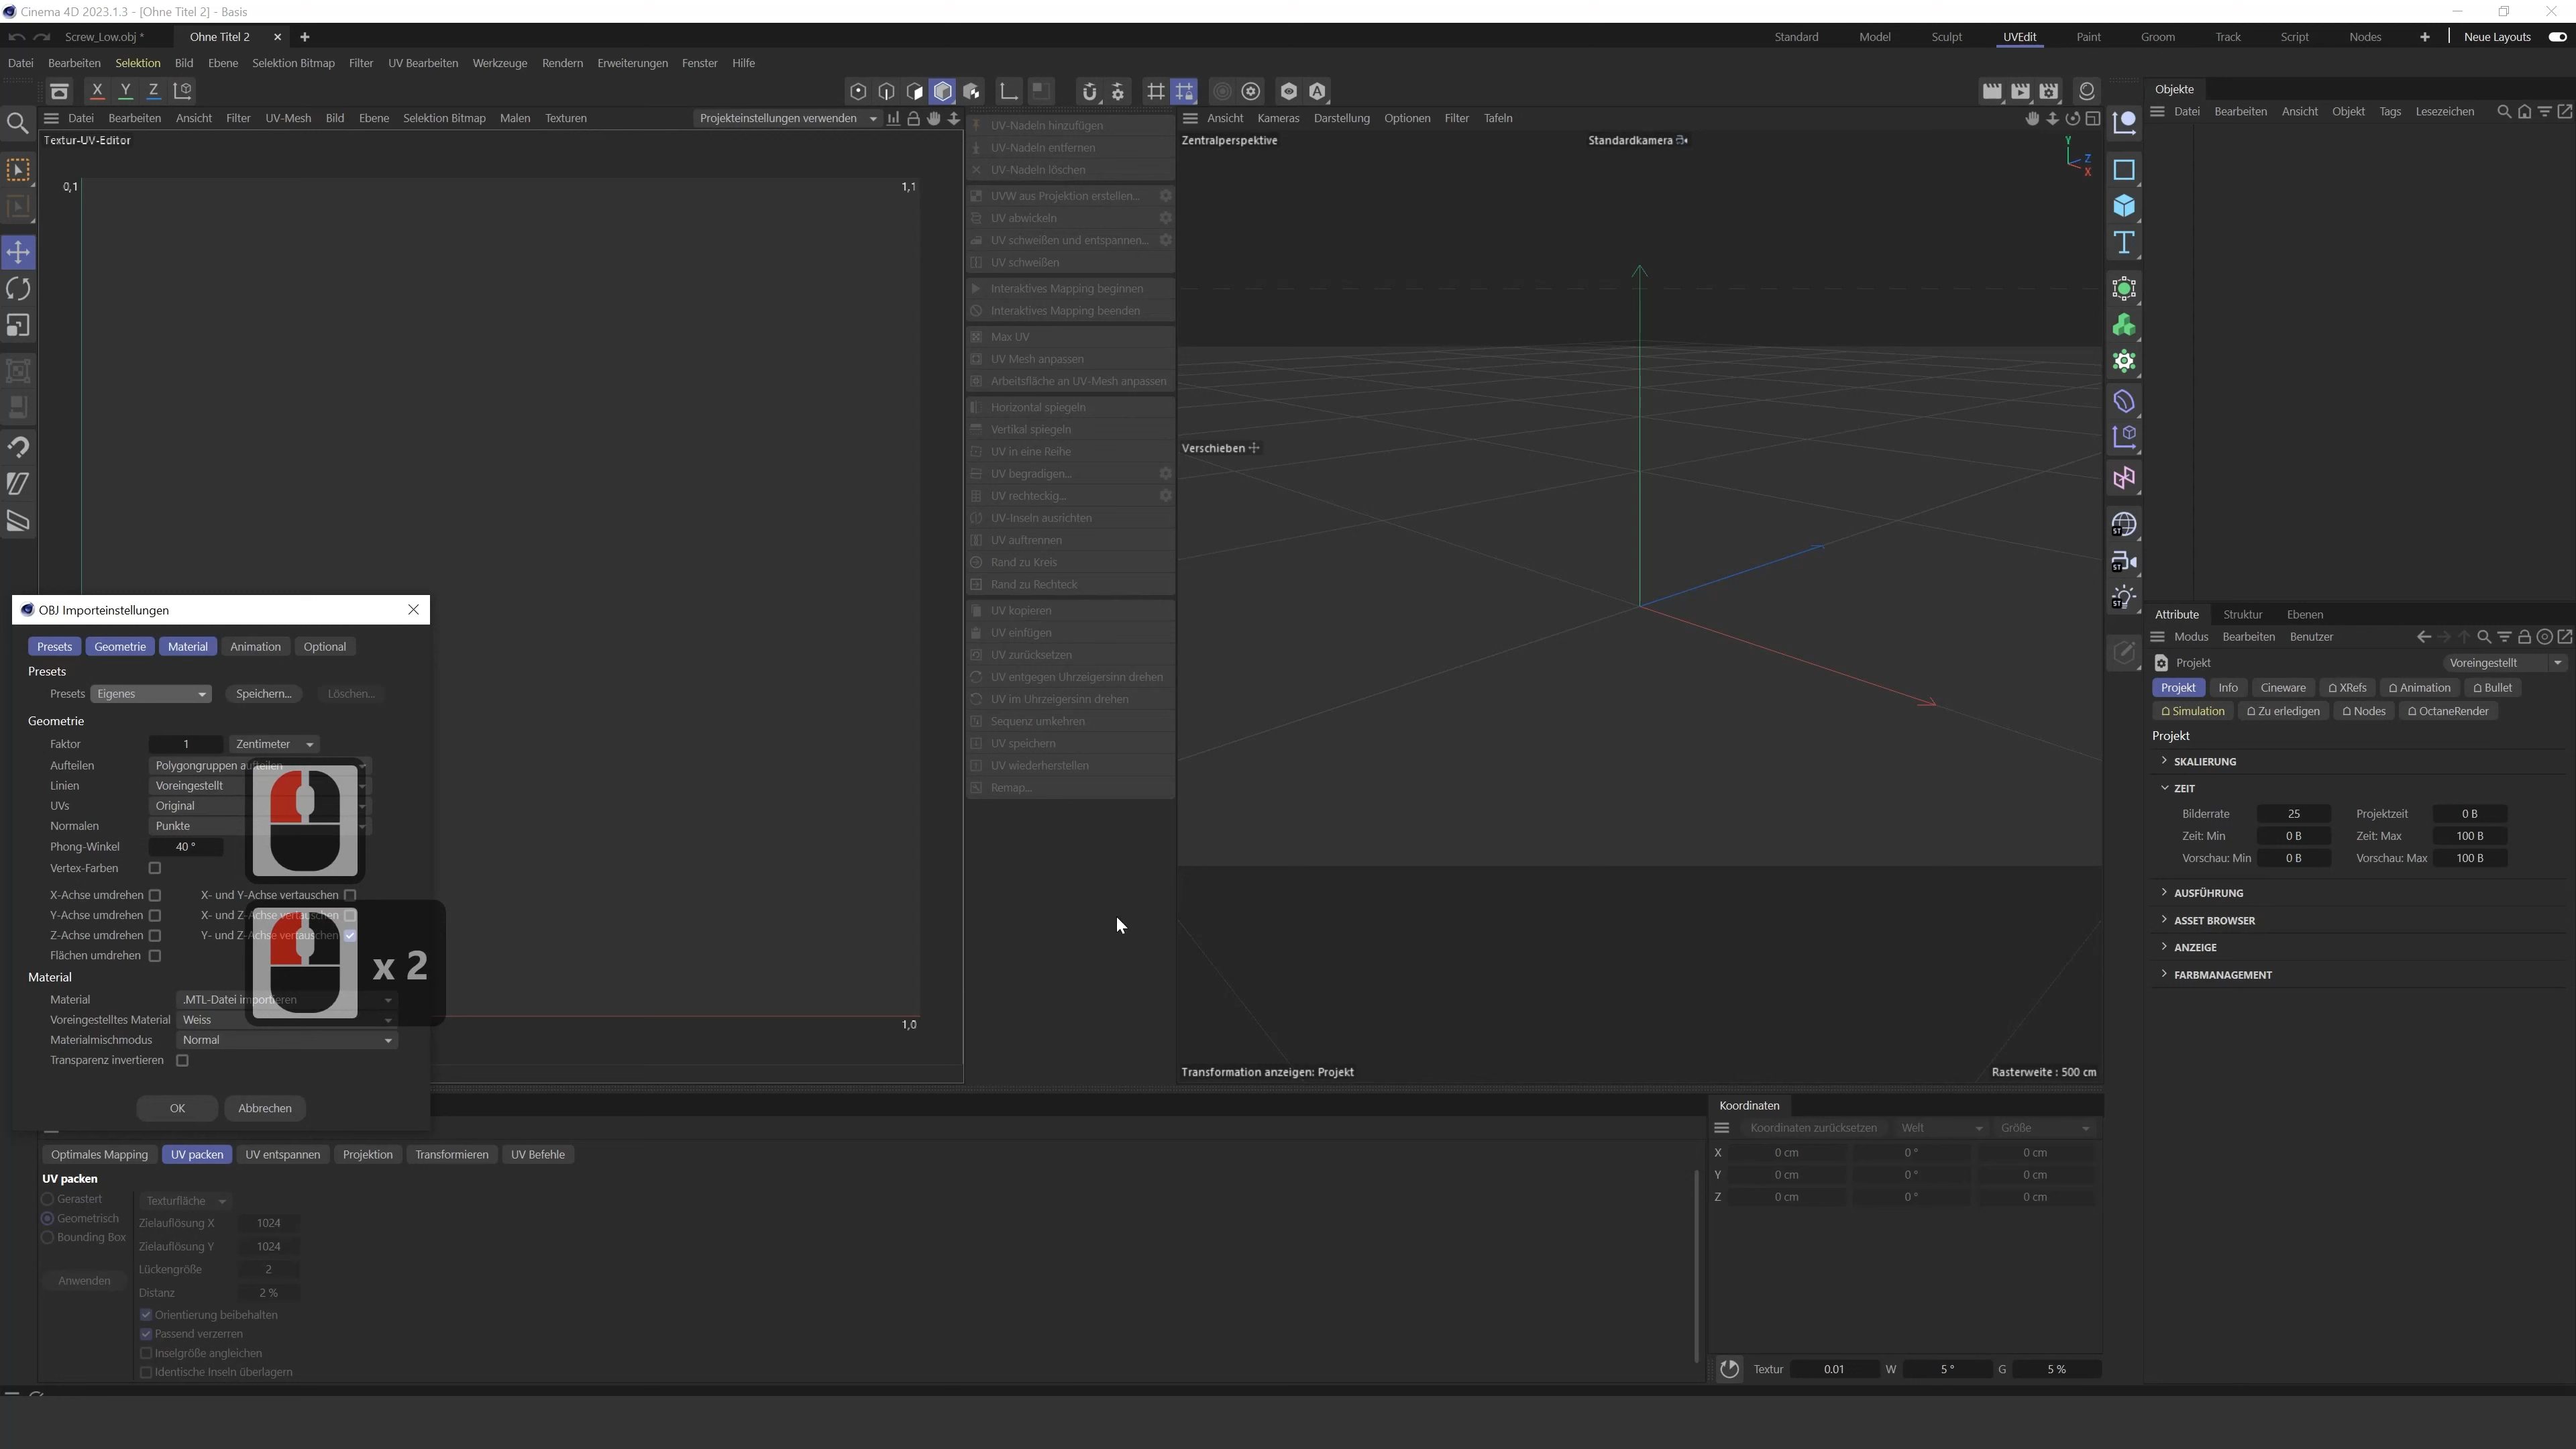 Cinema 4D 2023.1.3 - [Ohne Titel 2] - Basis
Screw_Low.obj *
Ohne Titel 2
Standard
Model
Sculpt
UVEdit
Paint
Groom
Track
Script
Nodes
Neue Layouts
Datei
Bearbeiten
Selektion
Bild
Ebene
Selektion Bitmap
Filter
UV Bearbeiten
Werkzeuge
Rendern
Erweiterungen
Fenster
Hilfe
X
Y
Z
Datei
Bearbeiten
Ansicht
Filter
UV-Mesh
Bild
Ebene
Selektion Bitmap
Malen
Texturen
Projekteinstellungen verwenden
Textur-UV-Editor
0,1
1,1
1,0
UV-Nadeln hinzufügen
UV-Nadeln entfernen
UV-Nadeln löschen
UVW aus Projektion erstellen...
UV abwickeln
UV schweißen und entspannen...
UV schweißen
Interaktives Mapping beginnen
Interaktives Mapping beenden
Max UV
UV Mesh anpassen
Arbeitsfläche an UV-Mesh anpassen
Horizontal spiegeln
Vertikal spiegeln
UV in eine Reihe
UV begradigen...
UV rechteckig...
UV-Inseln ausrichten
UV auftrennen
Rand zu Kreis
Rand zu Rechteck
UV kopieren
UV einfügen
UV zurücksetzen
UV entgegen Uhrzeigersinn drehen
UV im Uhrzeigersinn drehen
Sequenz umkehren
UV speichern
UV wiederherstellen
Remap...
Ansicht
Kameras
Darstellung
Optionen
Filter
Tafeln
Zentralperspektive
Standardkamera
Y
Z
X
Verschieben
Transformation anzeigen: Projekt
Rasterweite : 500 cm
ST
ST
ST
Objekte
Datei
Bearbeiten
Ansicht
Objekt
Tags
Lesezeichen
Attribute
Struktur
Ebenen
Modus
Bearbeiten
Benutzer
Projekt
Voreingestellt
Projekt
Info
Cineware
XRefs
Animation
Bullet
Simulation
Zu erledigen
Nodes
OctaneRender
Projekt
SKALIERUNG
ZEIT
Bilderrate
25
Projektzeit
0 B
Zeit: Min
0 B
Zeit: Max
100 B
Vorschau: Min
0 B
Vorschau: Max
100 B
AUSFÜHRUNG
ASSET BROWSER
ANZEIGE
FARBMANAGEMENT
OBJ Importeinstellungen
Presets
Geometrie
Material
Animation
Optional
Presets
Presets
Eigenes
Speichern...
Löschen...
Geometrie
Faktor
1
Zentimeter
Aufteilen
Polygongruppen aufteilen
Linien
Voreingestellt
UVs
Original
Normalen
Punkte
Phong-Winkel
40 °
Vertex-Farben
X-Achse umdrehen
X- und Y-Achse vertauschen
Y-Achse umdrehen
X- und Z-Achse vertauschen
Z-Achse umdrehen
Y- und Z-Achse vertauschen
Flächen umdrehen
x 2
Material
Material
.MTL-Datei importieren
Voreingestelltes Material
Weiss
Materialmischmodus
Normal
Transparenz invertieren
OK
Abbrechen
Optimales Mapping
UV packen
UV entspannen
Projektion
Transformieren
UV Befehle
UV packen
Gerastert
Geometrisch
Bounding Box
Anwenden
Texturfläche
Zielauflösung X
1024
Zielauflösung Y
1024
Lückengröße
2
Distanz
2 %
Orientierung beibehalten
Passend verzerren
Inselgröße angleichen
Identische Inseln überlagern
Koordinaten
Koordinaten zurücksetzen
Welt
Größe
X
0 cm
0 °
0 cm
Y
0 cm
0 °
0 cm
Z
0 cm
0 °
0 cm
Textur
0.01
W
5 °
G
5 %